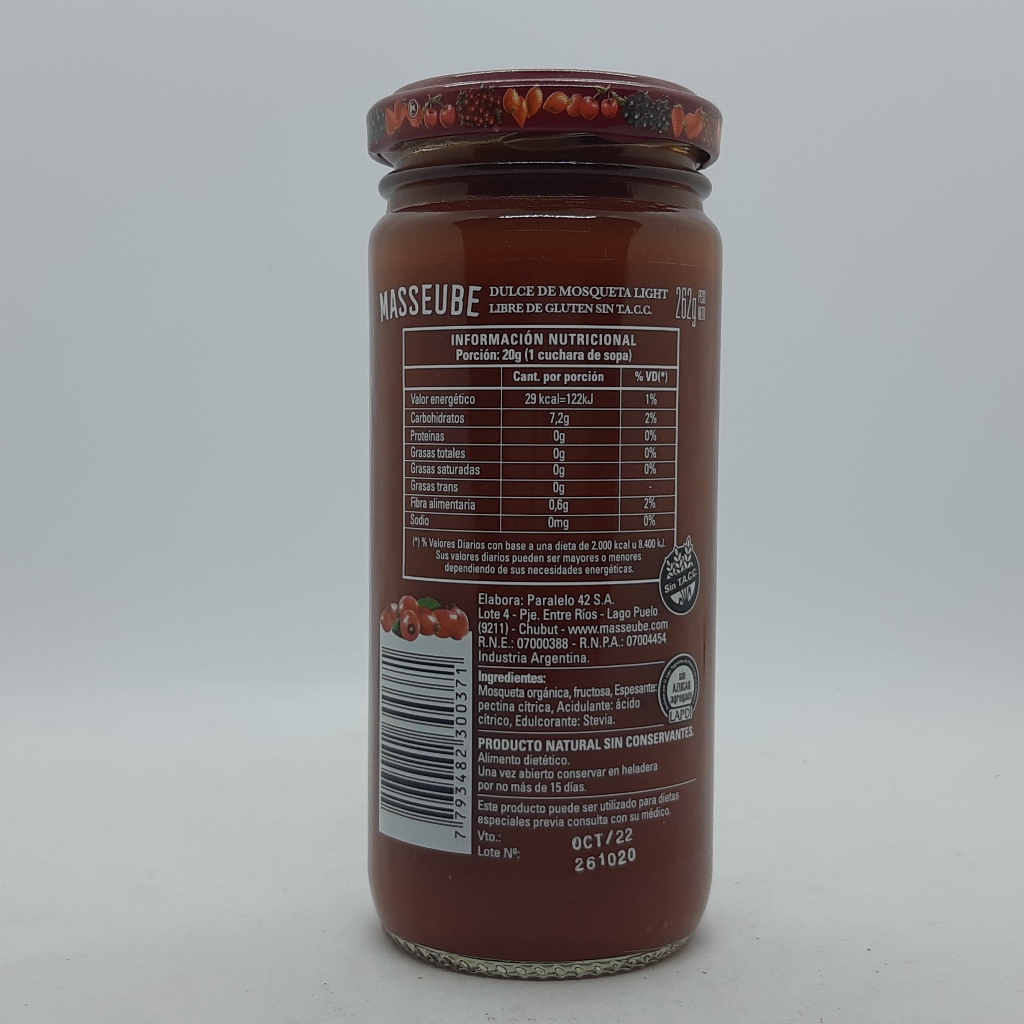 MASSEUBE
DULCE DE MOSQUETA LIGHT
LIBRE DE GLUTEN SIN T.A.C.C.
262g PESO NETO
INFORMACIÓN NUTRICIONAL
Porción: 20g (1 cuchara de sopa)
Cant. por porción % VD(*)
Valor energético 29 kcal=122kJ 1%
Carbohidratos 7,2g 2%
Proteínas 0g 0%
Grasas totales 0g 0%
Grasas saturadas 0g 0%
Grasas trans 0g -
Fibra alimentaria 0,6g 2%
Sodio 0mg 0%
(*) % Valores Diarios con base a una dieta de 2.000 kcal u 8.400 kJ.
Sus valores diarios pueden ser mayores o menores
dependiendo de sus necesidades energéticas.
Sin T.A.C.C.
Elabora: Paralelo 42 S.A.
Lote 4 - Pje. Entre Ríos - Lago Puelo
(9211) - Chubut - www.masseube.com
R.N.E.: 07000388 - R.N.P.A.: 07004454
Industria Argentina.
Ingredientes:
Mosqueta orgánica, fructosa, Espesante:
pectina cítrica, Acidulante: ácido
cítrico, Edulcorante: Stevia.
sin
AZÚCAR
agregado
LAPDI
PRODUCTO NATURAL SIN CONSERVANTES.
Alimento dietético.
Una vez abierto conservar en heladera
por no más de 15 días.
Este producto puede ser utilizado para dietas
especiales previa consulta con su médico.
Vto.: OCT/22
Lote Nº: 261020
7 793482 300371